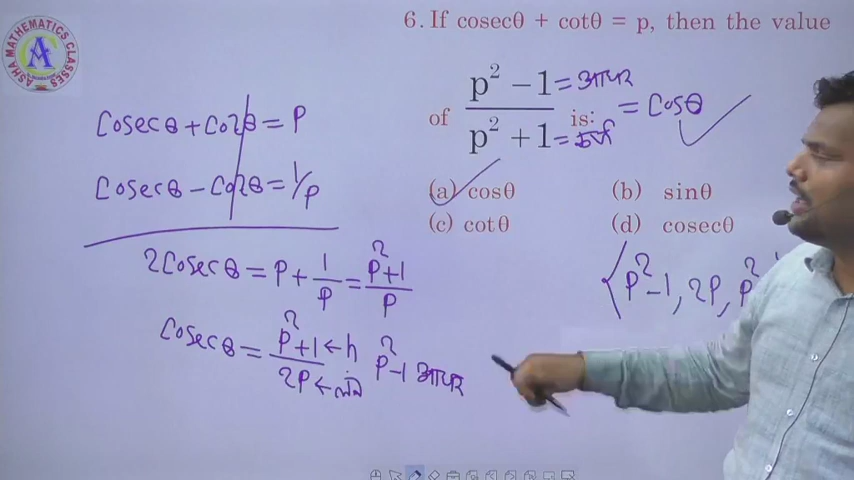 ASHA MATHEMATICS CLASSES
A
6. If cosecθ + cotθ = p, then the value
of p² − 1 / p² + 1 is:
= आधार
= कर्ण
= Cosθ
(a) cosθ (b) sinθ
(c) cotθ (d) cosecθ
Cosecθ + Cotθ = P
Cosecθ − Cotθ = 1/P
2Cosecθ = P + 1/P = P² + 1 / P
Cosecθ = P² + 1 ← h / 2P ← लंब
P² − 1 आधार
{P² − 1, 2P, P²